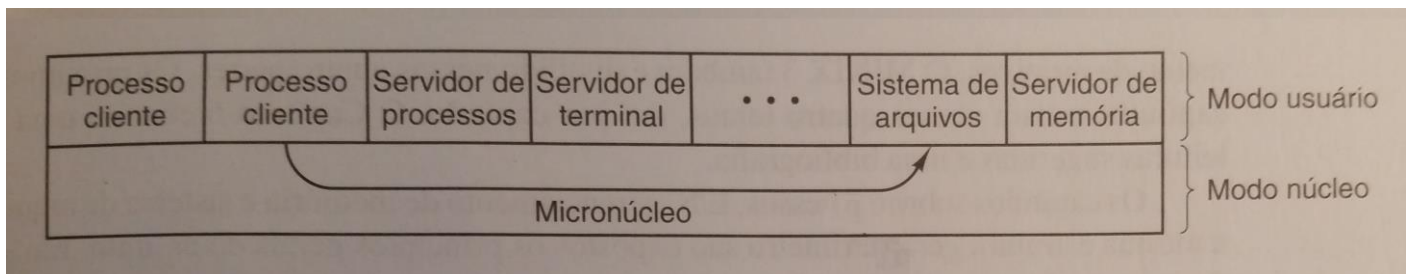 Processo
cliente
Processo
cliente
Servidor de
processos
Servidor de
terminal
• • •
Sistema de
arquivos
Servidor de
memória
Modo usuário
Micronúcleo
Modo núcleo